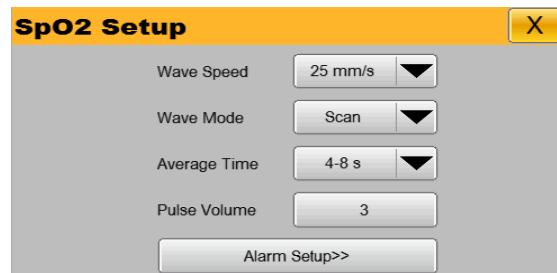 SpO2 Setup X
Wave Speed 25 mm/s
Wave Mode Scan
Average Time 4-8 s
Pulse Volume 3
Alarm Setup>>